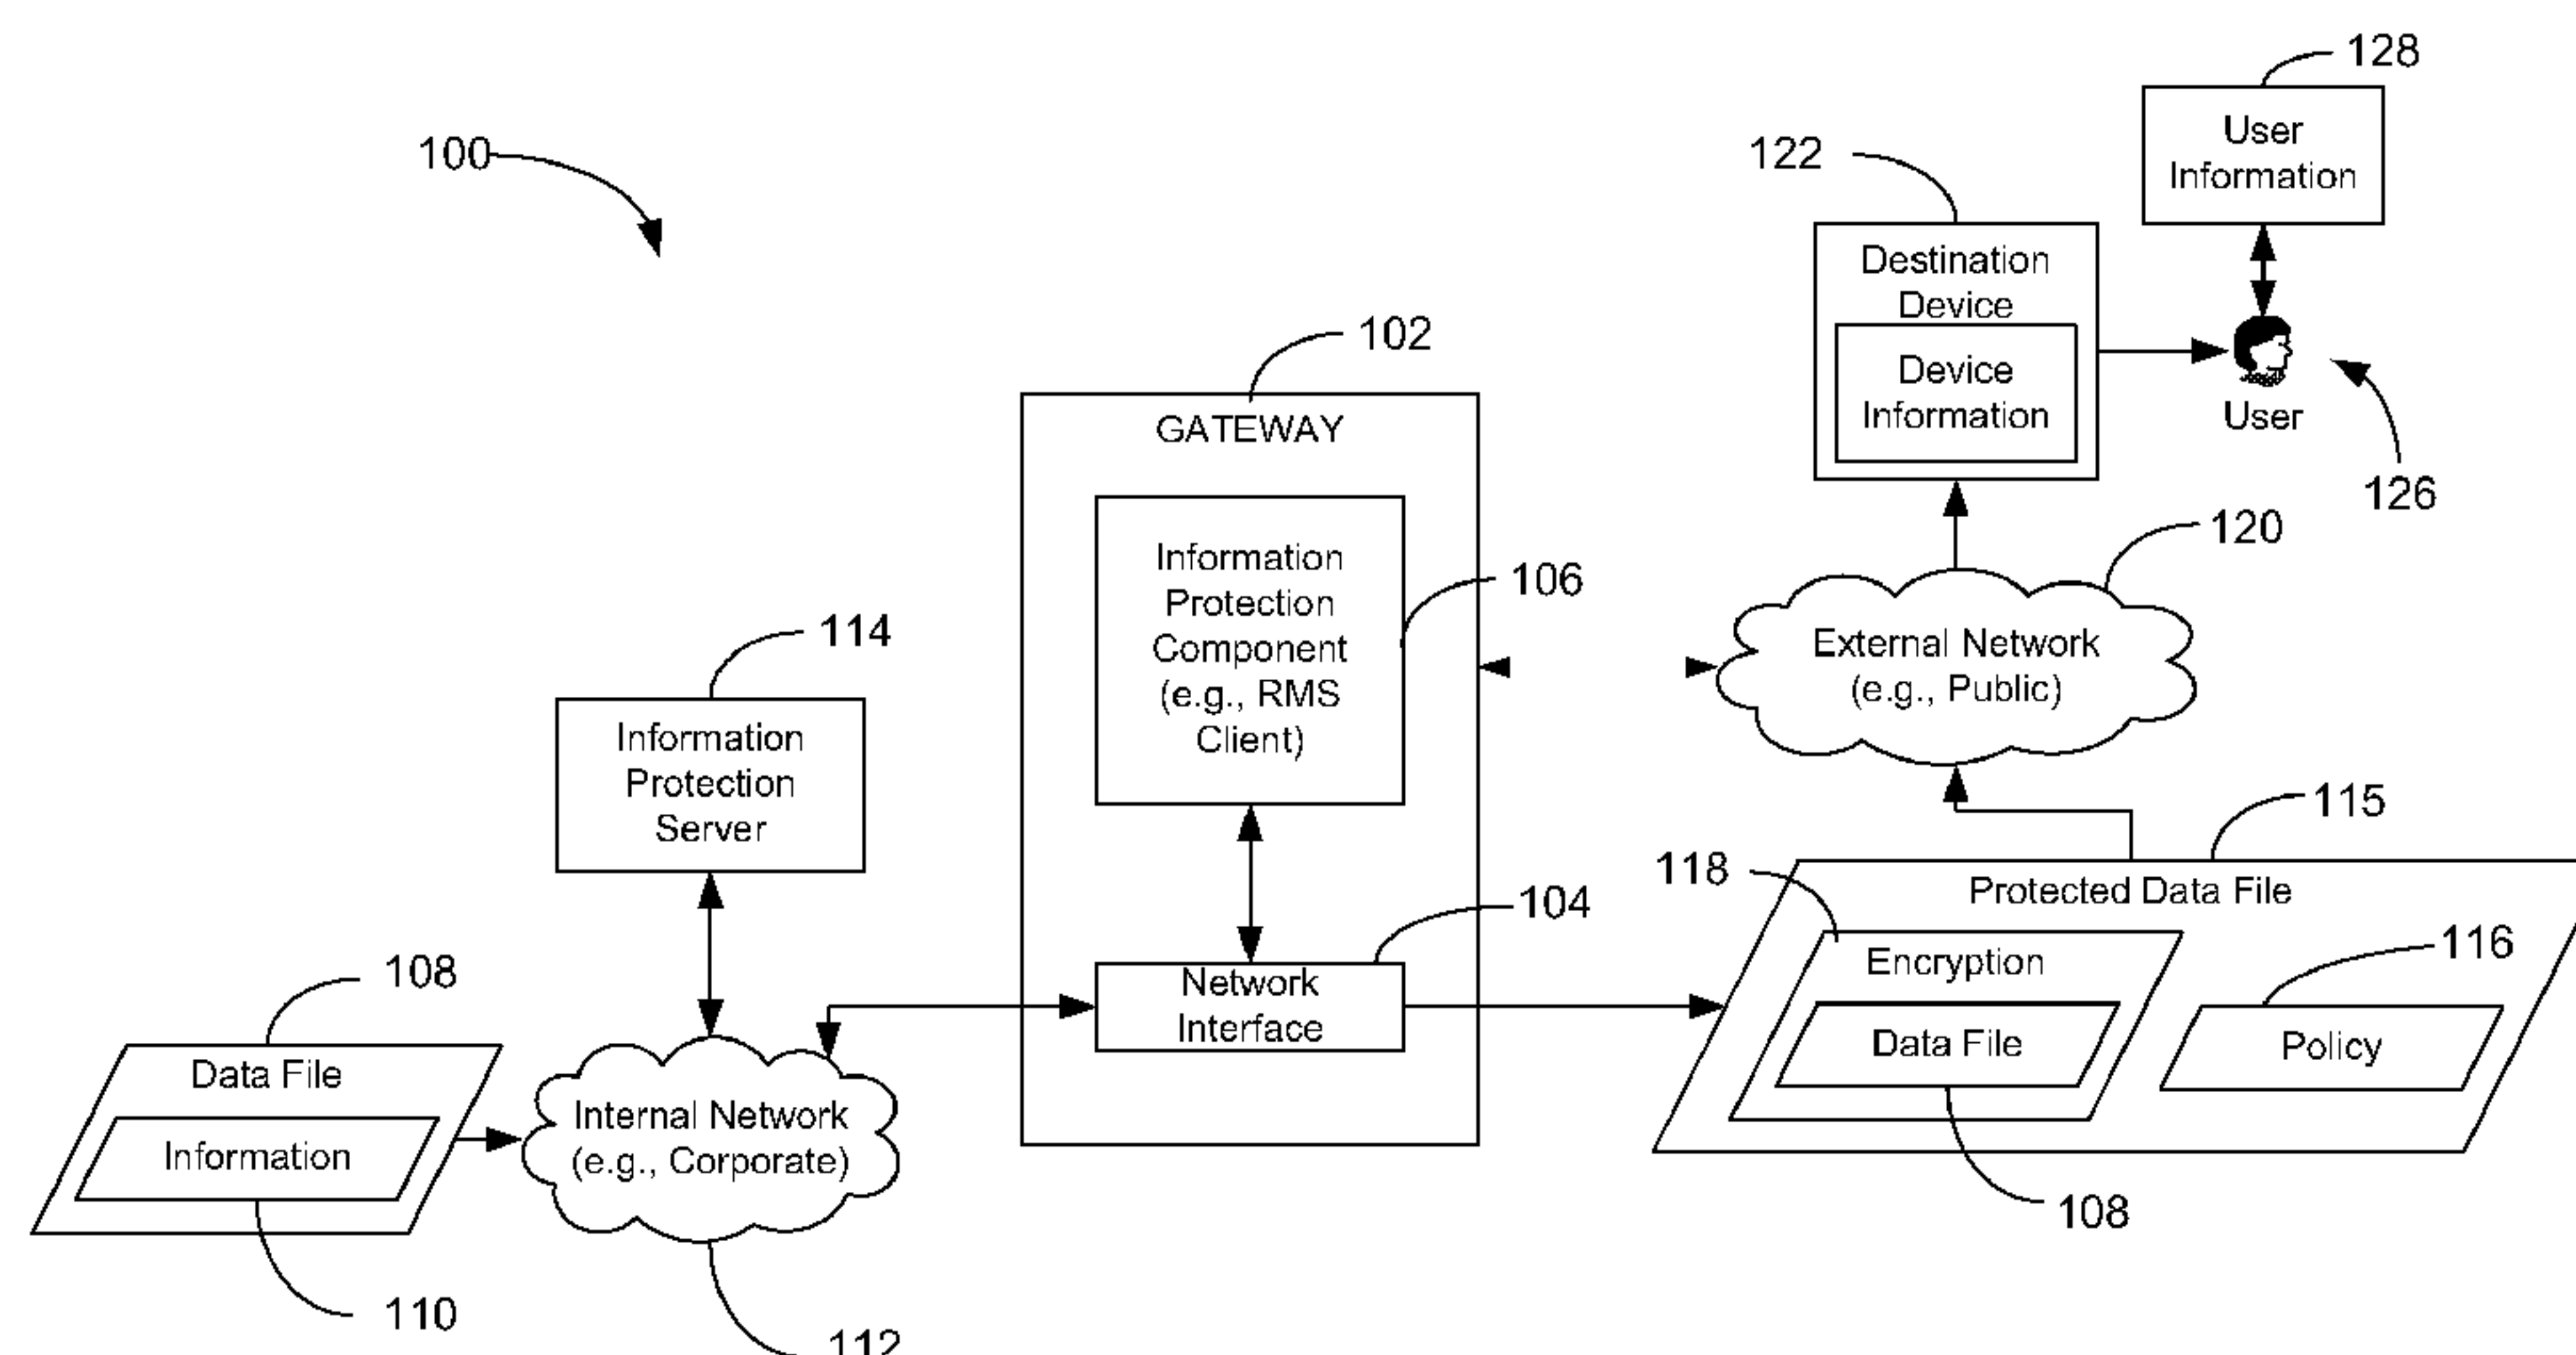 128
User
Information
100
122
Destination
Device
Device
Information
User
126
102
GATEWAY
Information
Protection
Component
(e.g., RMS
Client)
106
120
External Network
(e.g., Public)
114
Information
Protection
Server
104
Network
Interface
115
118
Protected Data File
Encryption
Data File
116
Policy
108
108
Data File
Information
110
Internal Network
(e.g., Corporate)
112